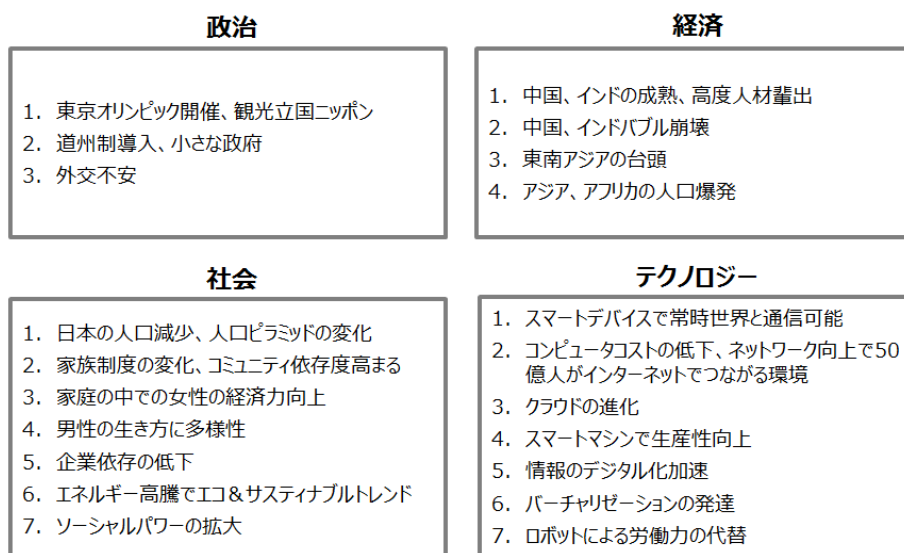 政治
1. 東京オリンピック開催、観光立国ニッポン
2. 道州制導入、小さな政府
3. 外交不安
経済
1. 中国、インドの成熟、高度人材輩出
2. 中国、インドバブル崩壊
3. 東南アジアの台頭
4. アジア、アフリカの人口爆発
社会
1. 日本の人口減少、人口ピラミッドの変化
2. 家族制度の変化、コミュニティ依存度高まる
3. 家庭の中での女性の経済力向上
4. 男性の生き方に多様性
5. 企業依存の低下
6. エネルギー高騰でエコ＆サスティナブルトレンド
7. ソーシャルパワーの拡大
テクノロジー
1. スマートデバイスで常時世界と通信可能
2. コンピュータコストの低下、ネットワーク向上で50
億人がインターネットでつながる環境
3. クラウドの進化
4. スマートマシンで生産性向上
5. 情報のデジタル化加速
6. バーチャリゼーションの発達
7. ロボットによる労働力の代替